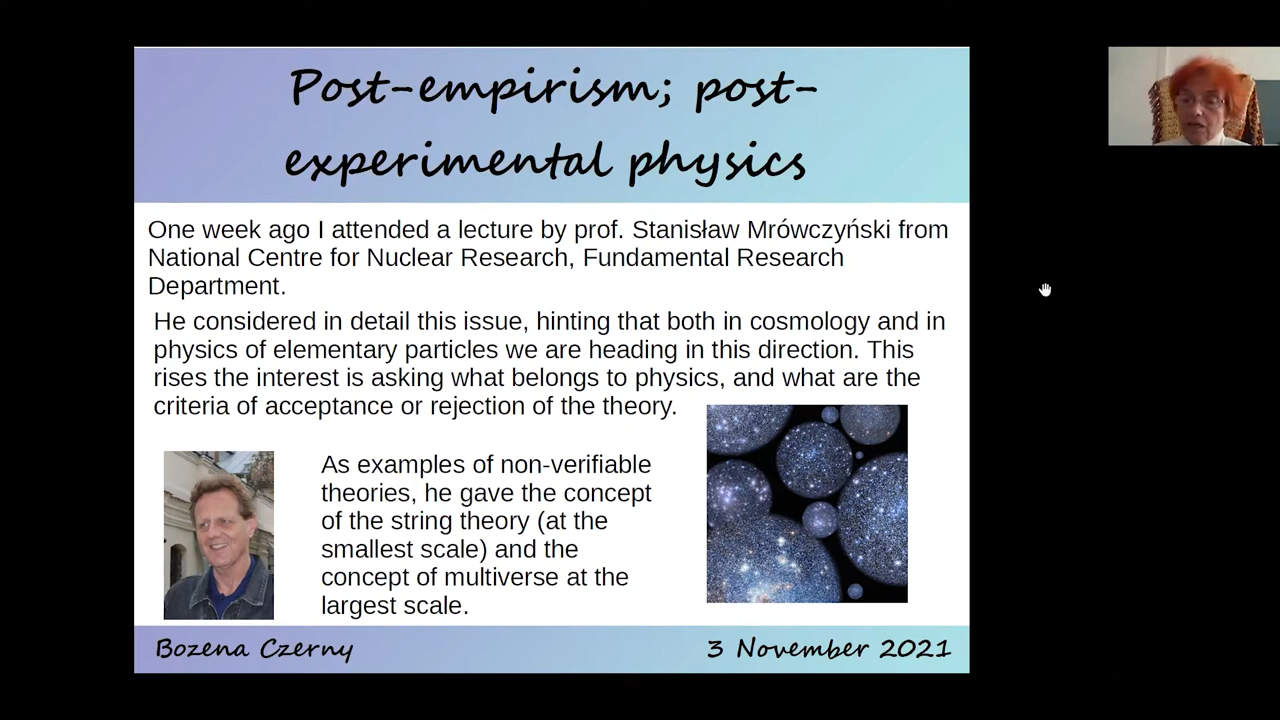 Post-empirism; post-
experimental physics
One week ago I attended a lecture by prof. Stanisław Mrówczyński from
National Centre for Nuclear Research, Fundamental Research
Department.
He considered in detail this issue, hinting that both in cosmology and in
physics of elementary particles we are heading in this direction. This
rises the interest is asking what belongs to physics, and what are the
criteria of acceptance or rejection of the theory.
As examples of non-verifiable
theories, he gave the concept
of the string theory (at the
smallest scale) and the
concept of multiverse at the
largest scale.
Bozena Czerny
3 November 2021